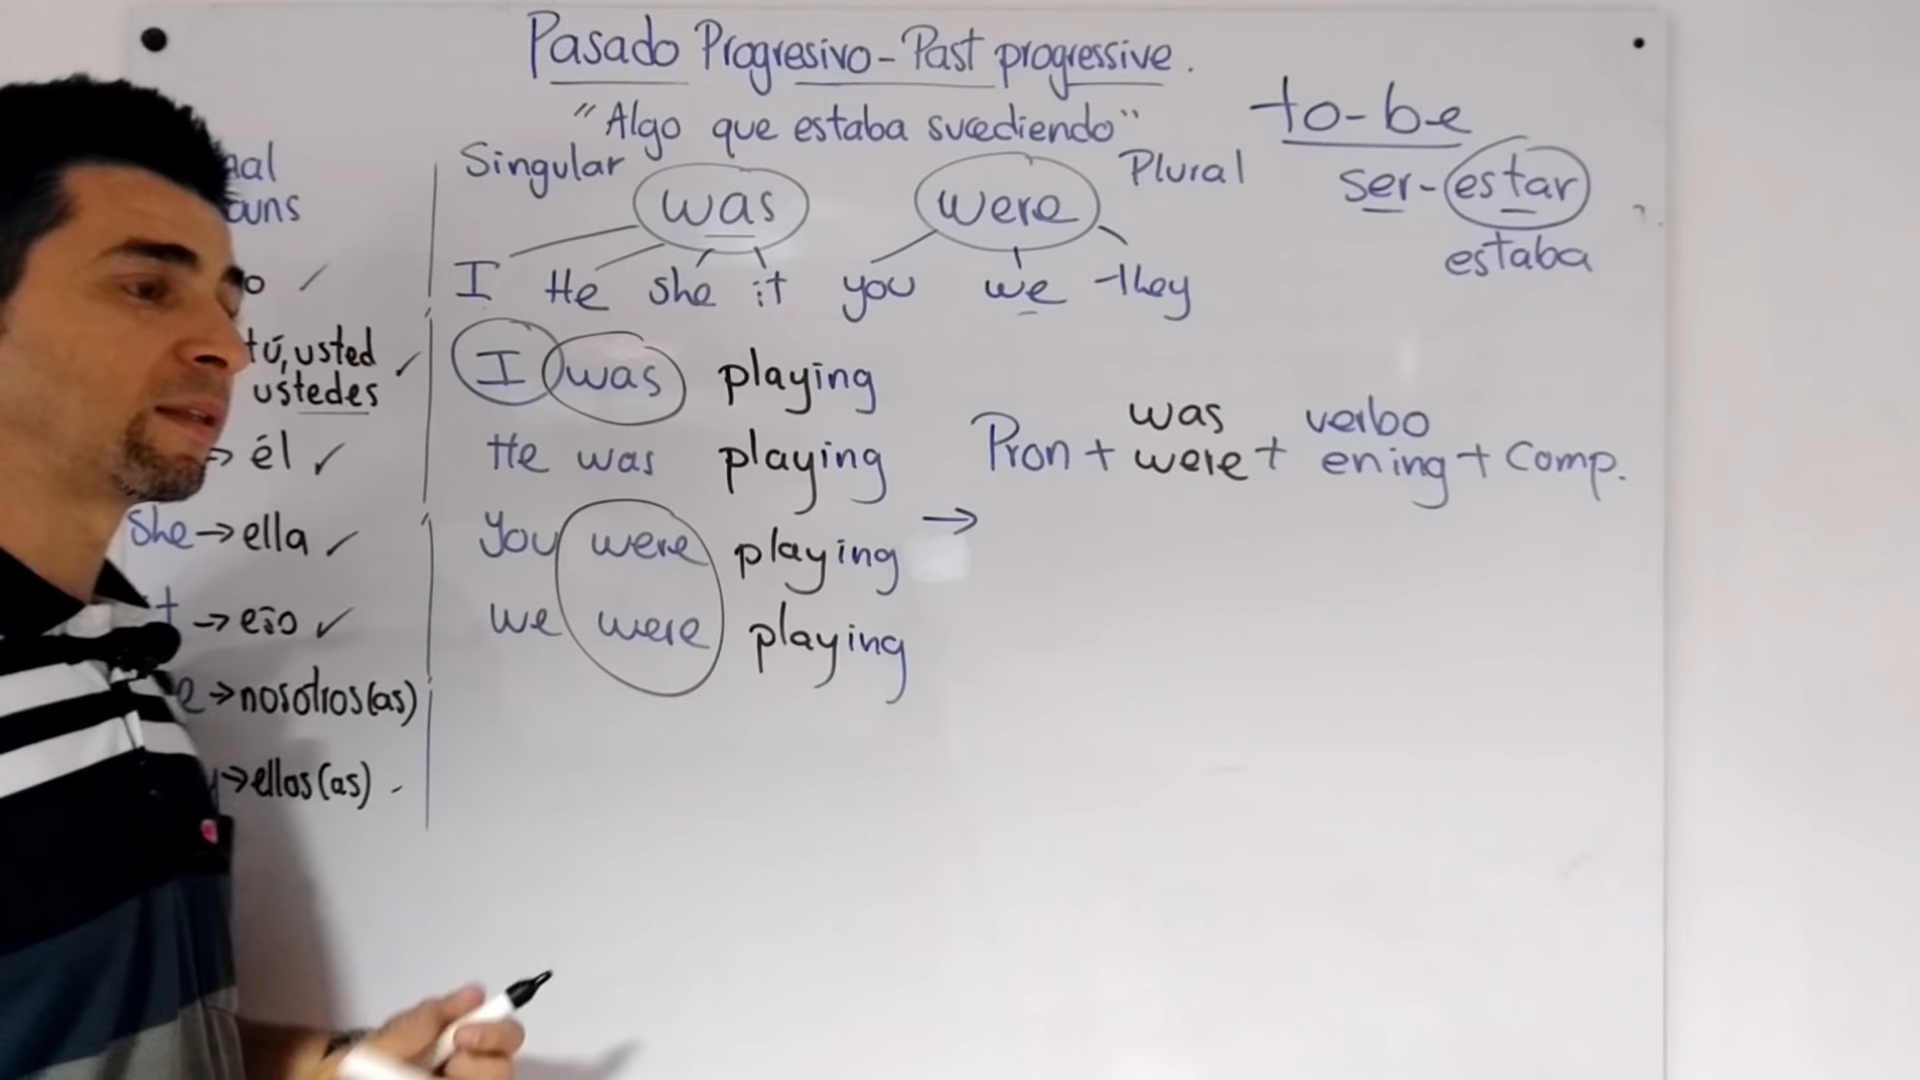 Pasado Progresivo - Past progressive.
"Algo que estaba sucediendo"
to-be
Singular was were Plural
ser-estar
estaba
I He she it you we they
tú, usted
ustedes
→ él ✓
She → ella ✓
→ eso ✓
→ nosotros(as)
→ ellos(as)
I was playing
He was playing
You were playing
we were playing
→
was verbo
Pron + were + en ing + Comp.